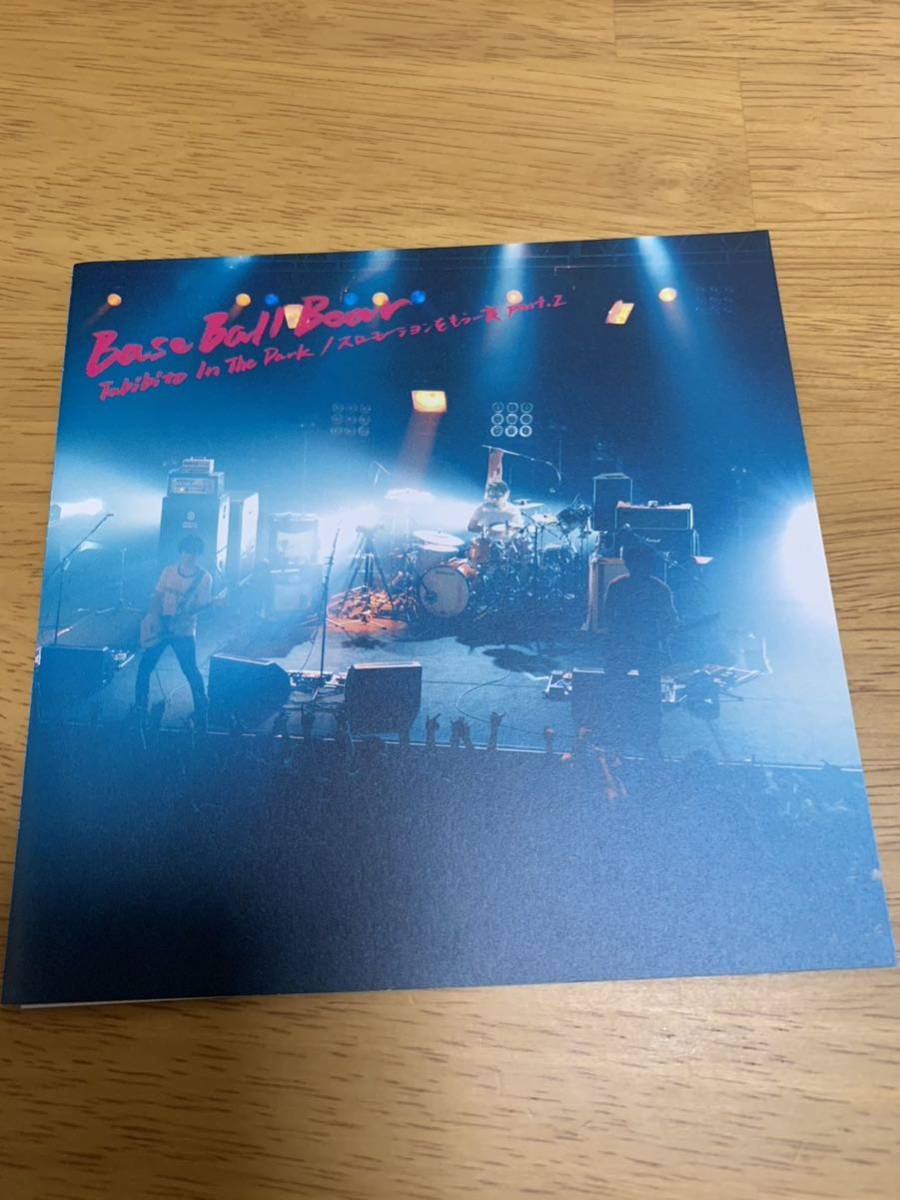 Base Ball Bear
Tabibito In The Dark / スローモーションをもう一度 part.2